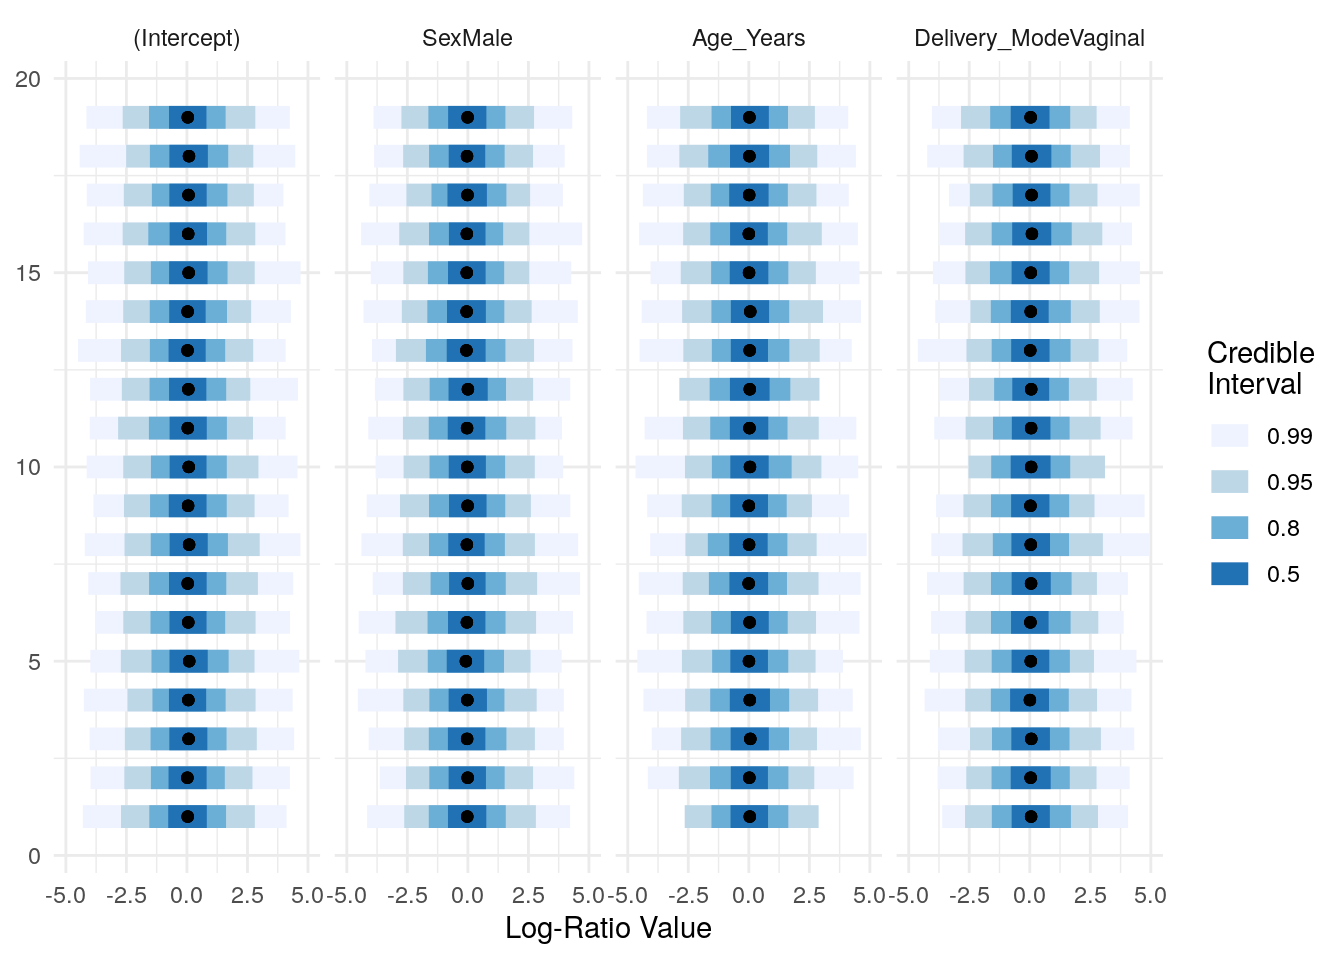 (Intercept) SexMale Age_Years Delivery_ModeVaginal
20
15
10
5
0
-5.0 -2.5 0.0 2.5 5.0 -5.0 -2.5 0.0 2.5 5.0 -5.0 -2.5 0.0 2.5 5.0 -5.0 -2.5 0.0 2.5 5.0
Log-Ratio Value
Credible
Interval
0.99
0.95
0.8
0.5